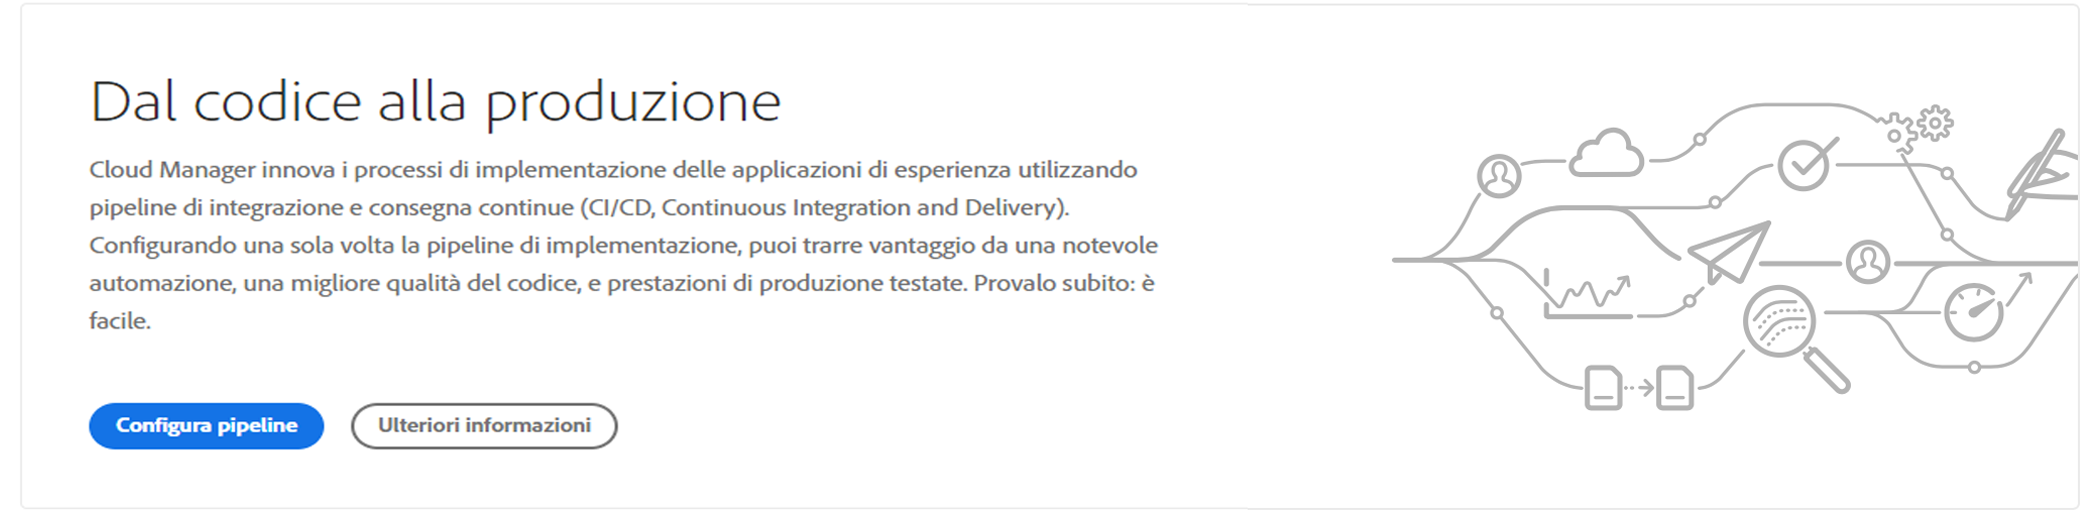 Dal codice alla produzione
Cloud Manager innova i processi di implementazione delle applicazioni di esperienza utilizzando
pipeline di integrazione e consegna continue (CI/CD, Continuous Integration and Delivery).
Configurando una sola volta la pipeline di implementazione, puoi trarre vantaggio da una notevole
automazione, una migliore qualità del codice, e prestazioni di produzione testate. Provalo subito: è
facile.
Configura pipeline
Ulteriori informazioni